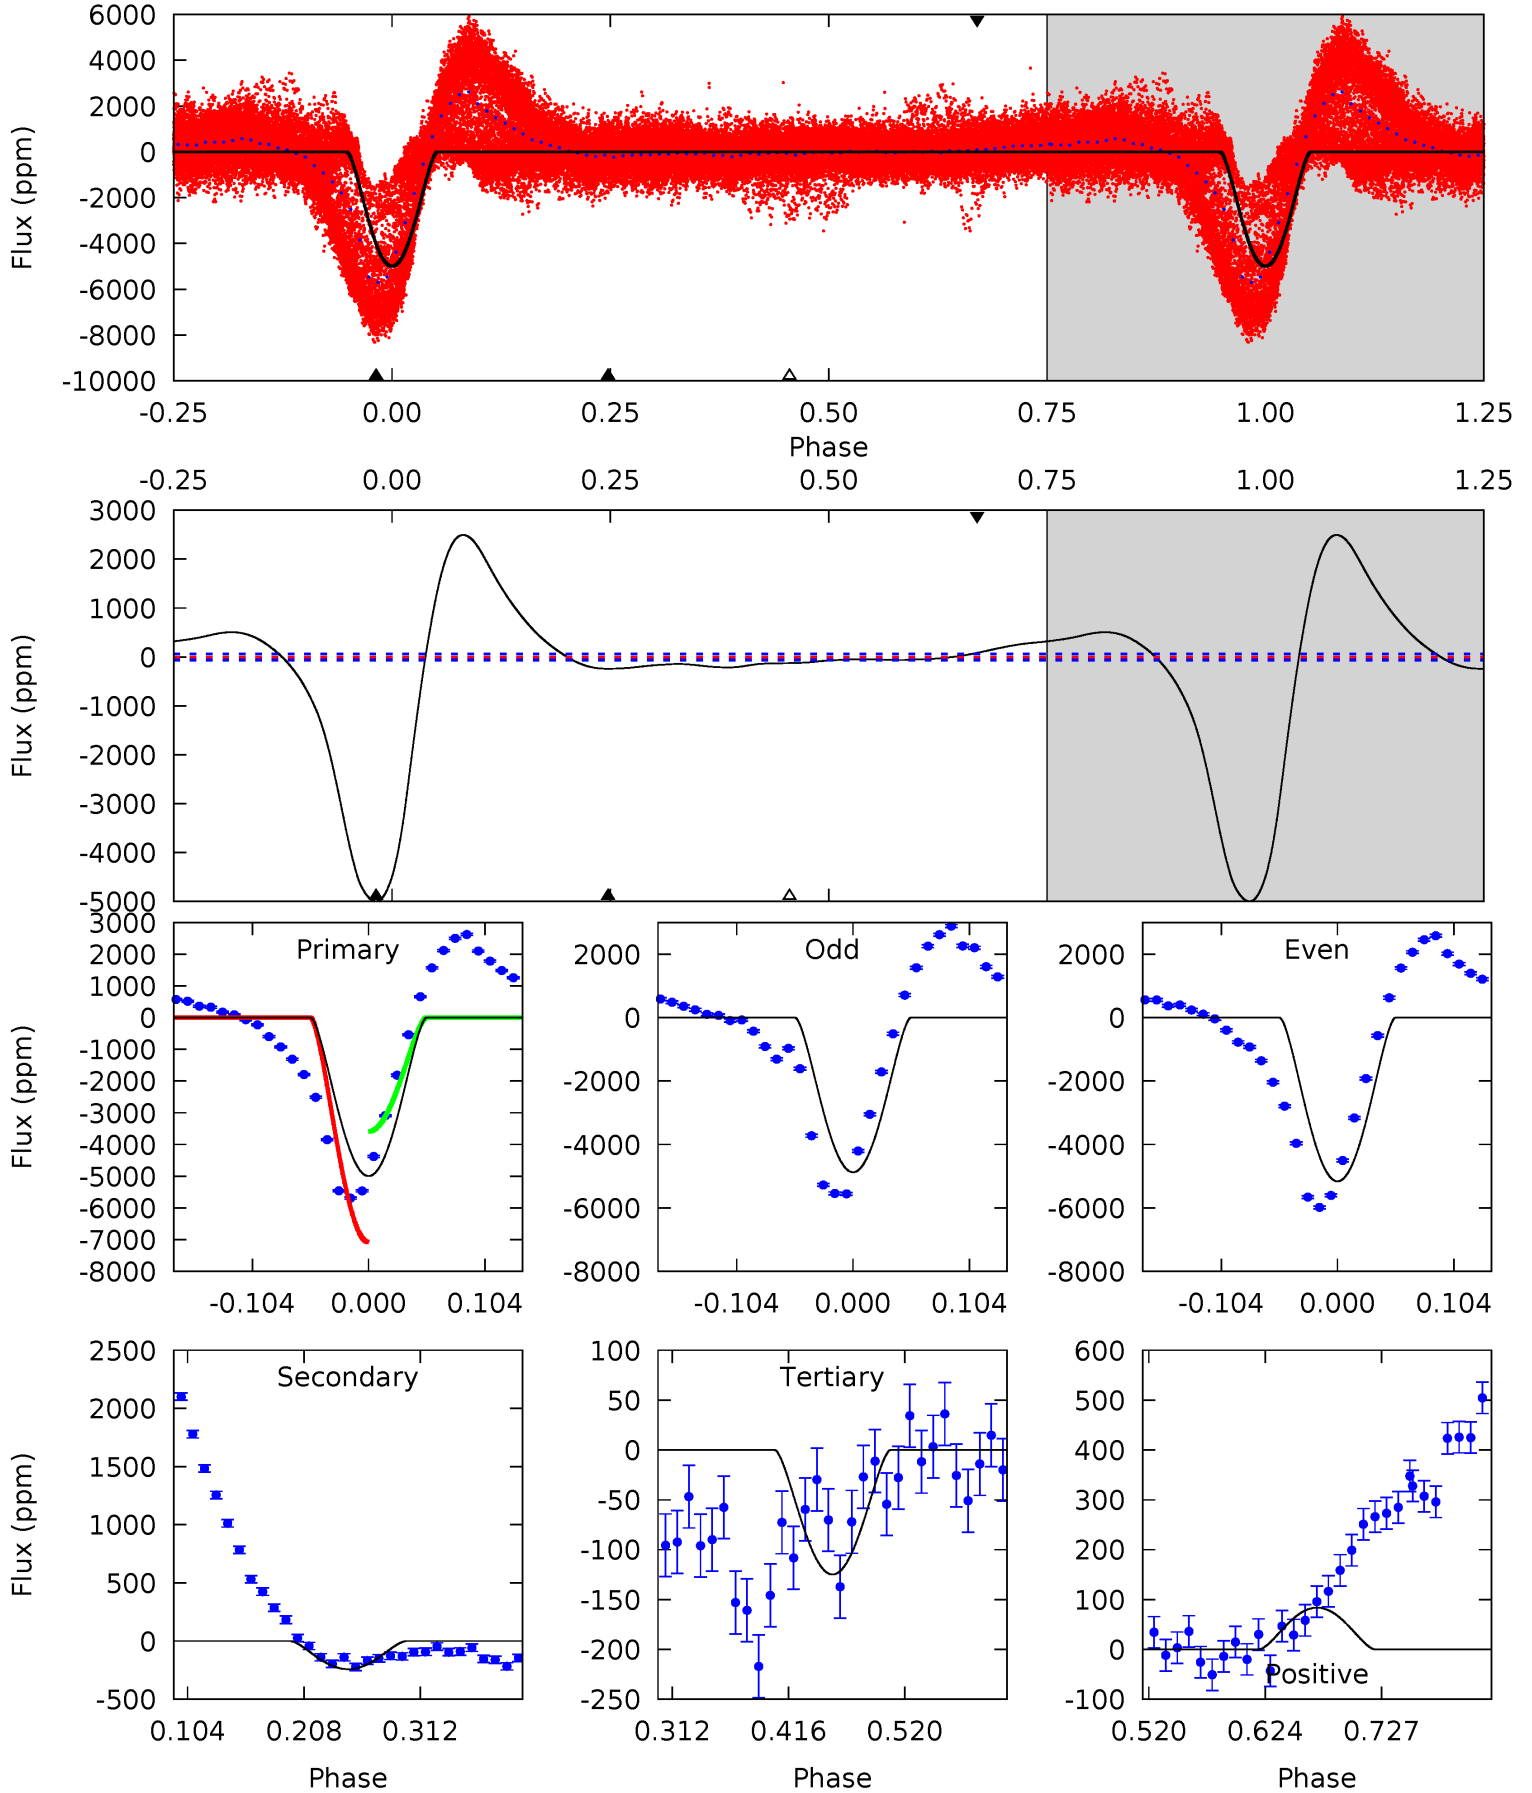 6000
4000
2000
0
-2000
-4000
-6000
-8000
-10000
Flux (ppm)
-0.25 0.00 0.25 0.50 0.75 1.00 1.25
Phase
-0.25 0.00 0.25 0.50 0.75 1.00 1.25
3000
2000
1000
0
-1000
-2000
-3000
-4000
-5000
Flux (ppm)
Primary
3000
2000
1000
0
-1000
-2000
-3000
-4000
-5000
-6000
-7000
-8000
Flux (ppm)
-0.104 0.000 0.104
Odd
2000
0
-2000
-4000
-6000
-8000
-0.104 0.000 0.104
Even
2000
0
-2000
-4000
-6000
-8000
-0.104 0.000 0.104
Secondary
2500
2000
1500
1000
500
0
-500
Flux (ppm)
0.104 0.208 0.312
Phase
Tertiary
100
50
0
-50
-100
-150
-200
-250
0.312 0.416 0.520
Phase
600
500
400
300
200
100
0
-100
Positive
0.520 0.624 0.727
Phase